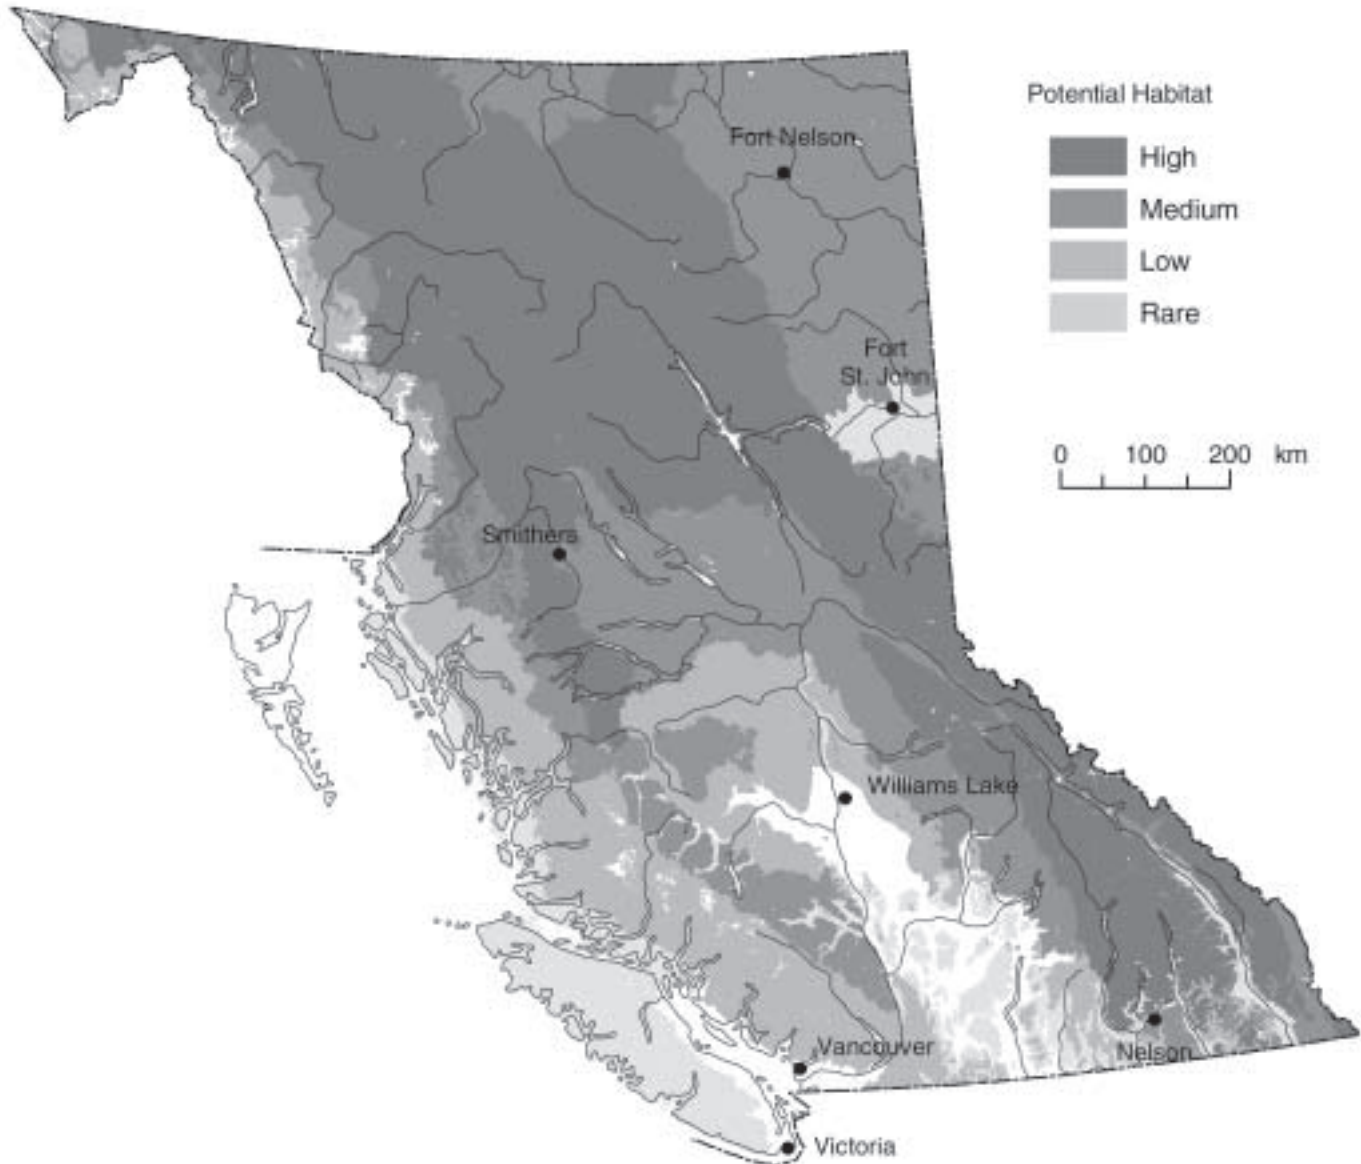 Potential Habitat
High
Medium
Low
Rare
0 100 200 km
Fort Nelson
Fort
St. John
Smithers
Williams Lake
Vancouver
Nelson
Victoria